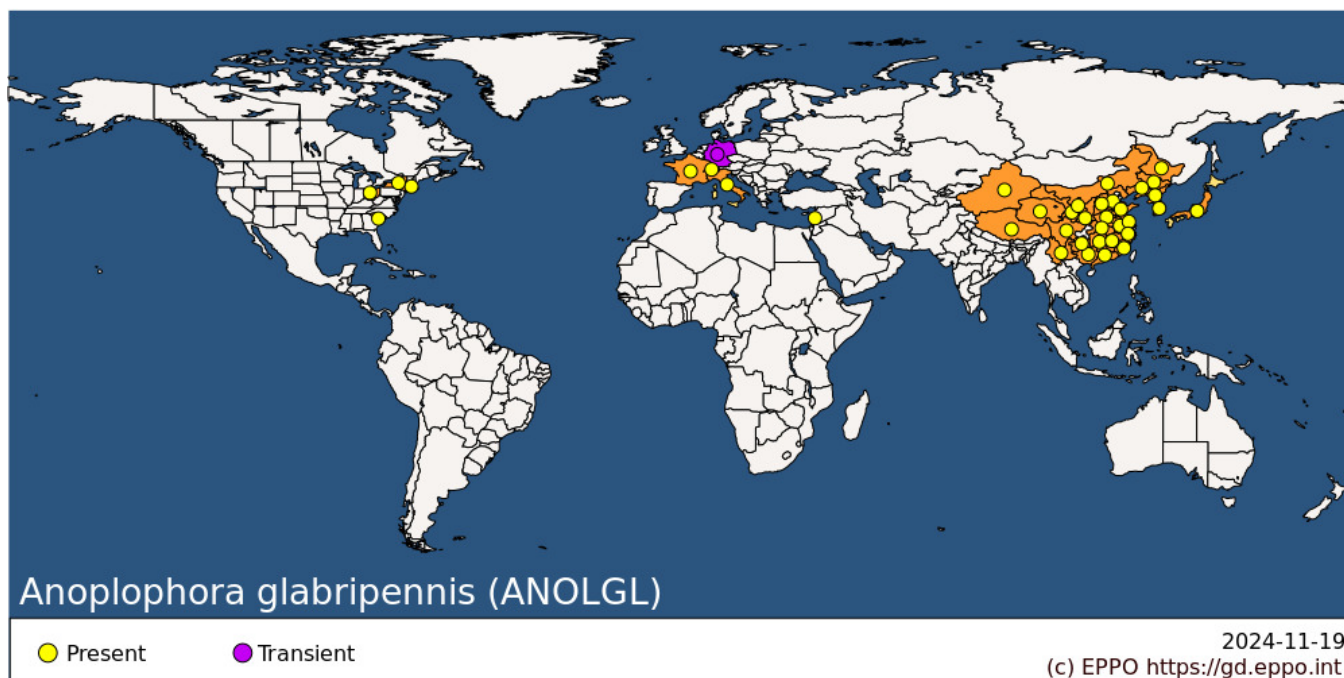 Anoplophora glabripennis (ANOLGL)
Present
Transient
2024-11-19
(c) EPPO https://gd.eppo.int